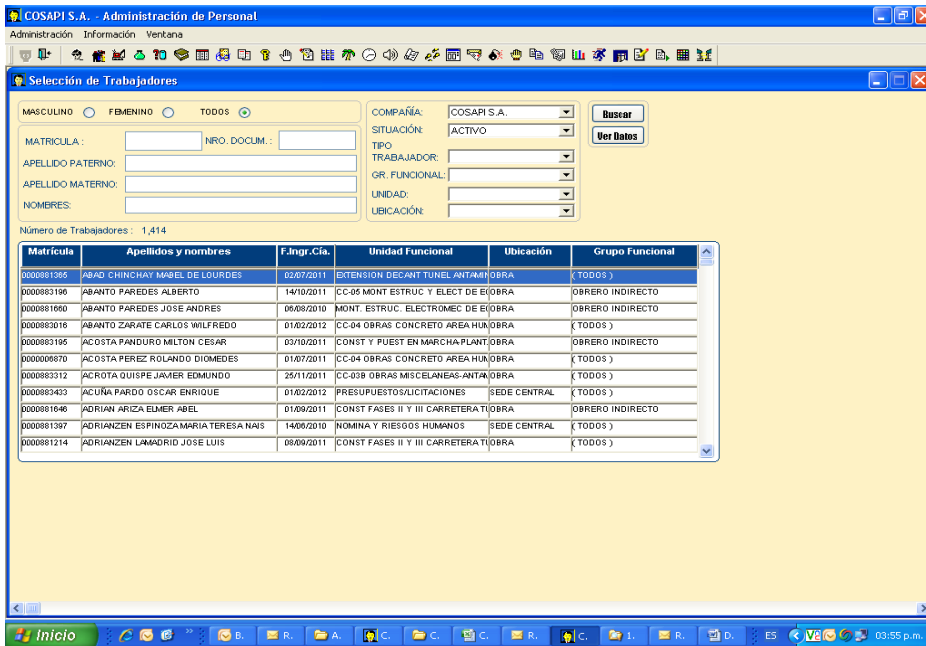 COSAPI S.A. - Administración de Personal
Administración Información Ventana
Selección de Trabajadores
MASCULINO FEMENINO TODOS
COMPAÑÍA: COSAPI S.A.
Buscar
SITUACIÓN: ACTIVO
Ver Datos
MATRICULA : NRO. DOCUM. :
TIPO TRABAJADOR:
APELLIDO PATERNO:
GR. FUNCIONAL:
APELLIDO MATERNO:
UNIDAD:
NOMBRES:
UBICACIÓN:
Número de Trabajadores : 1,414
Matrícula Apellidos y nombres F.Ingr.Cía. Unidad Funcional Ubicación Grupo Funcional
0000881365 ABAD CHINCHAY MABEL DE LOURDES 02/07/2011 EXTENSION DECANT TUNEL ANTAMIN OBRA ( TODOS )
0000883196 ABANTO PAREDES ALBERTO 14/10/2011 CC-05 MONT ESTRUC Y ELECT DE E OBRA OBRERO INDIRECTO
0000881660 ABANTO PAREDES JOSE ANDRES 06/08/2010 MONT. ESTRUC. ELECTROMEC DE E OBRA OBRERO INDIRECTO
0000883016 ABANTO ZARATE CARLOS WILFREDO 01/02/2012 CC-04 OBRAS CONCRETO AREA HUM OBRA ( TODOS )
0000883195 ACOSTA PANDURO MILTON CESAR 03/10/2011 CONST Y PUEST EN MARCHA-PLANT. OBRA OBRERO INDIRECTO
0000006870 ACOSTA PEREZ ROLANDO DIOMEDES 01/07/2011 CC-04 OBRAS CONCRETO AREA HUM OBRA ( TODOS )
0000883312 ACROTA QUISPE JAVIER EDMUNDO 25/11/2011 CC-03B OBRAS MISCELANEAS-ANTAM OBRA ( TODOS )
0000883433 ACUÑA PARDO OSCAR ENRIQUE 01/02/2012 PRESUPUESTOS/LICITACIONES SEDE CENTRAL ( TODOS )
0000881646 ADRIAN ARIZA ELMER ABEL 01/09/2011 CONST FASES II Y III CARRETERA TU OBRA OBRERO INDIRECTO
0000881397 ADRIANZEN ESPINOZA MARIA TERESA NAIS 14/06/2010 NOMINA Y RIESGOS HUMANOS SEDE CENTRAL ( TODOS )
0000881214 ADRIANZEN LAMADRID JOSE LUIS 08/09/2011 CONST FASES II Y III CARRETERA TU OBRA ( TODOS )
Inicio B. R. A. C. C. C. R. C. 1. R. D. ES 03:55 p.m.